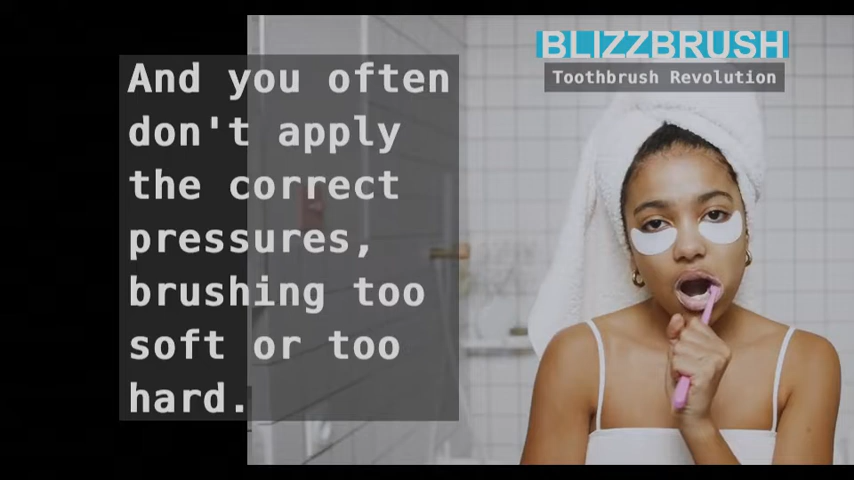 BLIZZBRUSH
Toothbrush Revolution
And you often
don't apply
the correct
pressures,
brushing too
soft or too
hard.